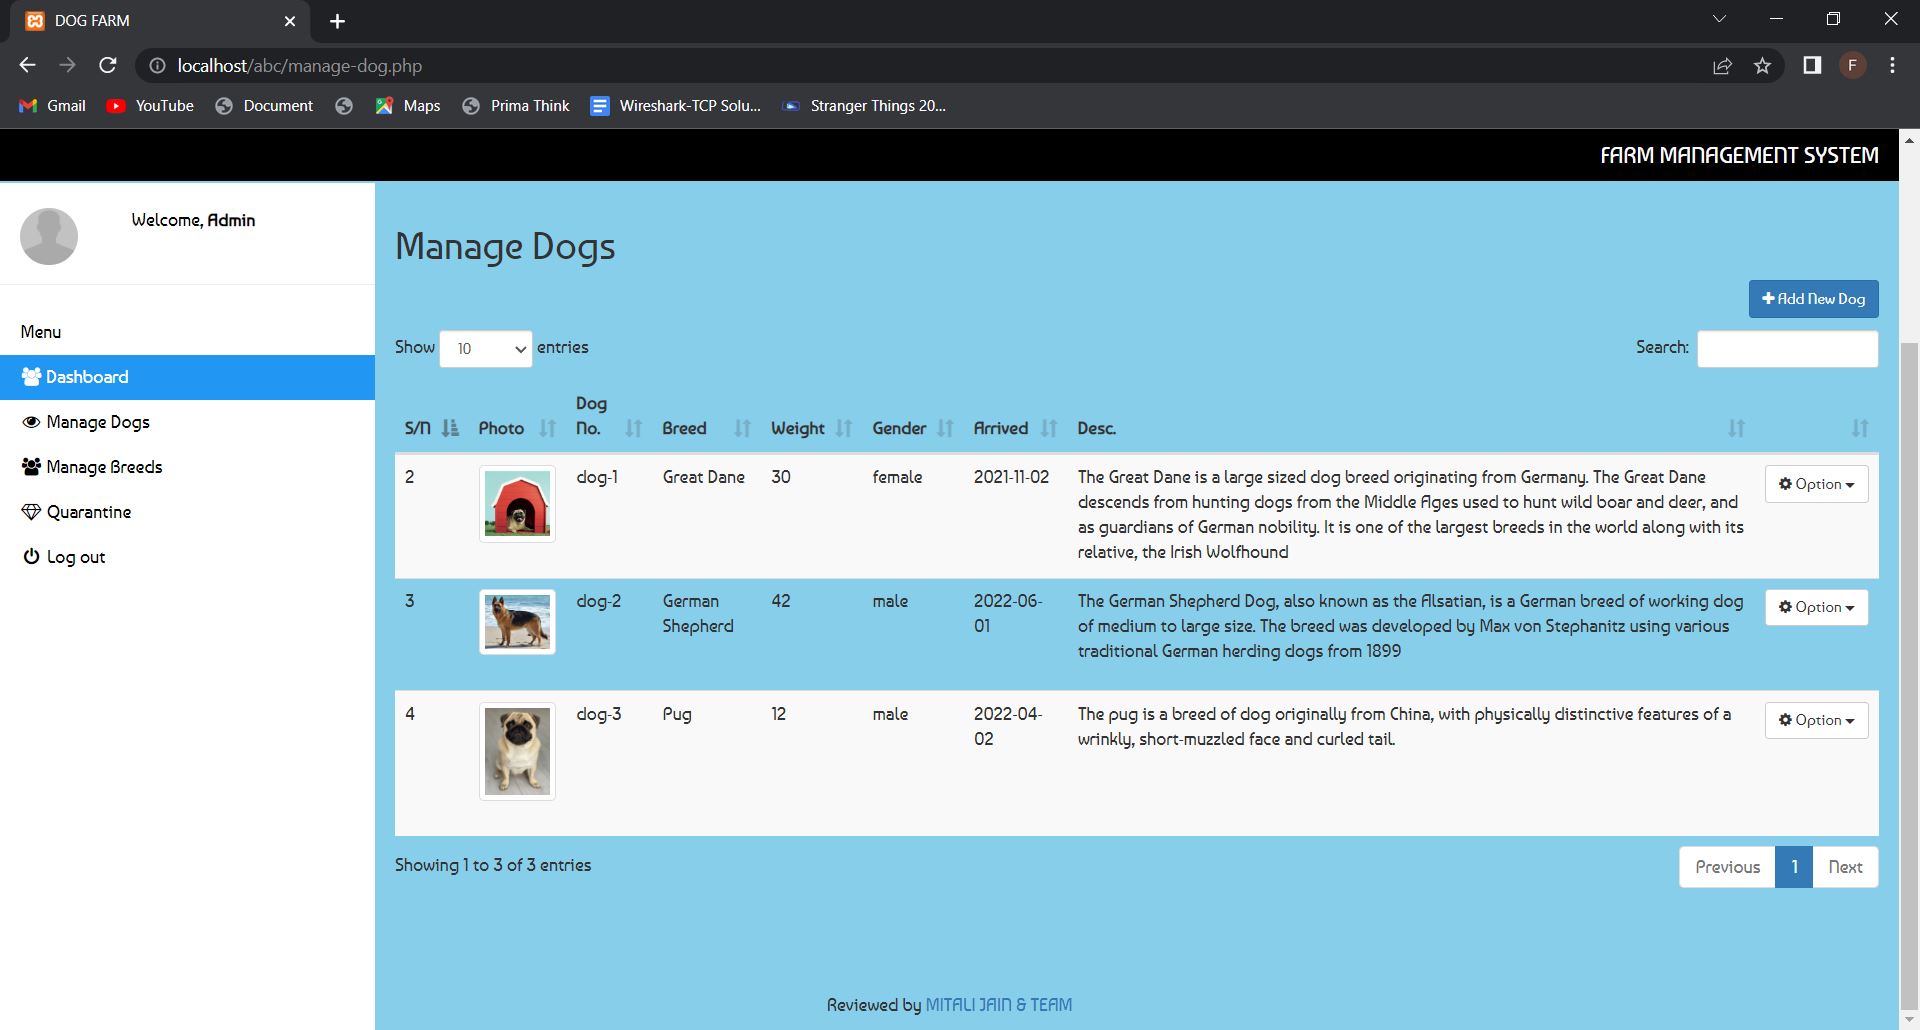 DOG FARM
localhost/abc/manage-dog.php
F
Gmail YouTube Document Maps Prima Think Wireshark-TCP Solu... Stranger Things 20...
FARM MANAGEMENT SYSTEM
Welcome, Admin
Menu
Dashboard
Manage Dogs
Manage Breeds
Quarantine
Log out
Manage Dogs
Add New Dog
Show 10 entries
Search:
S/N Photo Dog No. Breed Weight Gender Arrived Desc.
2 dog-1 Great Dane 30 female 2021-11-02 The Great Dane is a large sized dog breed originating from Germany. The Great Dane
descends from hunting dogs from the Middle Ages used to hunt wild boar and deer, and
as guardians of German nobility. It is one of the largest breeds in the world along with its
relative, the Irish Wolfhound
Option
3 dog-2 German Shepherd 42 male 2022-06-01 The German Shepherd Dog, also known as the Alsatian, is a German breed of working dog
of medium to large size. The breed was developed by Max von Stephanitz using various
traditional German herding dogs from 1899
Option
4 dog-3 Pug 12 male 2022-04-02 The pug is a breed of dog originally from China, with physically distinctive features of a
wrinkly, short-muzzled face and curled tail.
Option
Showing 1 to 3 of 3 entries
Previous 1 Next
Reviewed by MITALI JAIN & TEAM